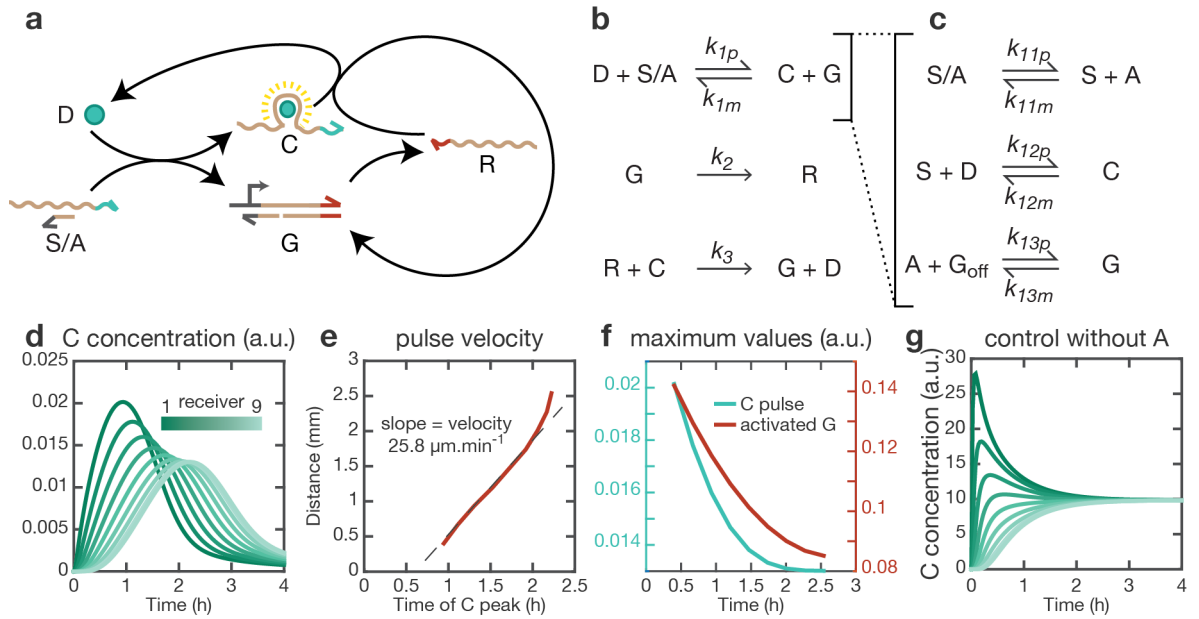 a
D
C
R
S/A
G
b
D + S/A k1p k1m C + G
G k2 R
R + C k3 G + D
c
S/A k11p k11m S + A
S + D k12p k12m C
A + Goff k13p k13m G
d C concentration (a.u.)
0.025
0.02
0.015
0.01
0.005
0
1 receiver 9
0 1 2 3 4
Time (h)
e pulse velocity
Distance (mm)
3
2.5
2
1.5
1
0.5
0
slope = velocity
25.8 µm.min-1
0 0.5 1 1.5 2 2.5
Time of C peak (h)
f maximum values (a.u.)
0.02
0.018
0.016
0.014
C pulse
activated G
0.14
0.12
0.1
0.08
0 0.5 1 1.5 2 2.5 3
Time (h)
g control without A
C concentration (a.u.)
30
25
20
15
10
5
0
0 1 2 3 4
Time (h)